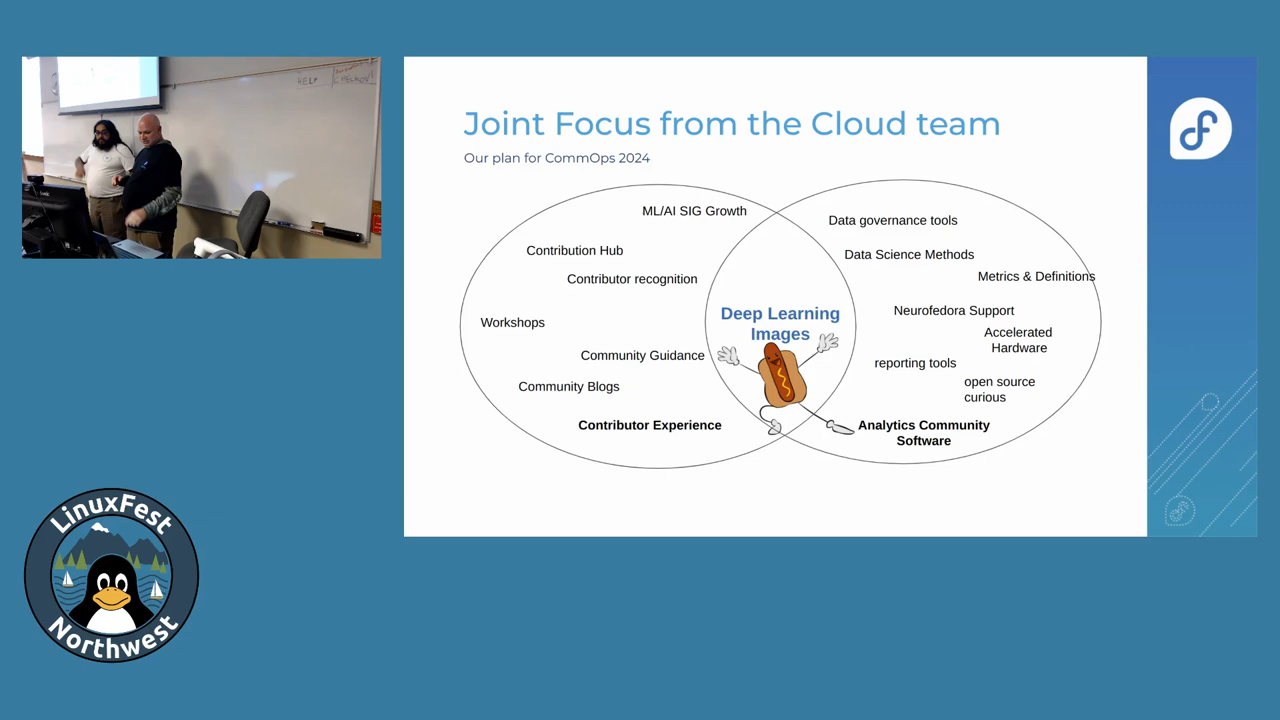 HELP
Joint Focus from the Cloud team
Our plan for CommOps 2024
ML/AI SIG Growth
Contribution Hub
Contributor recognition
Workshops
Community Guidance
Community Blogs
Contributor Experience
Deep Learning
Images
Data governance tools
Data Science Methods
Metrics & Definitions
Neurofedora Support
Accelerated
Hardware
reporting tools
open source
curious
Analytics Community
Software
LinuxFest
Northwest